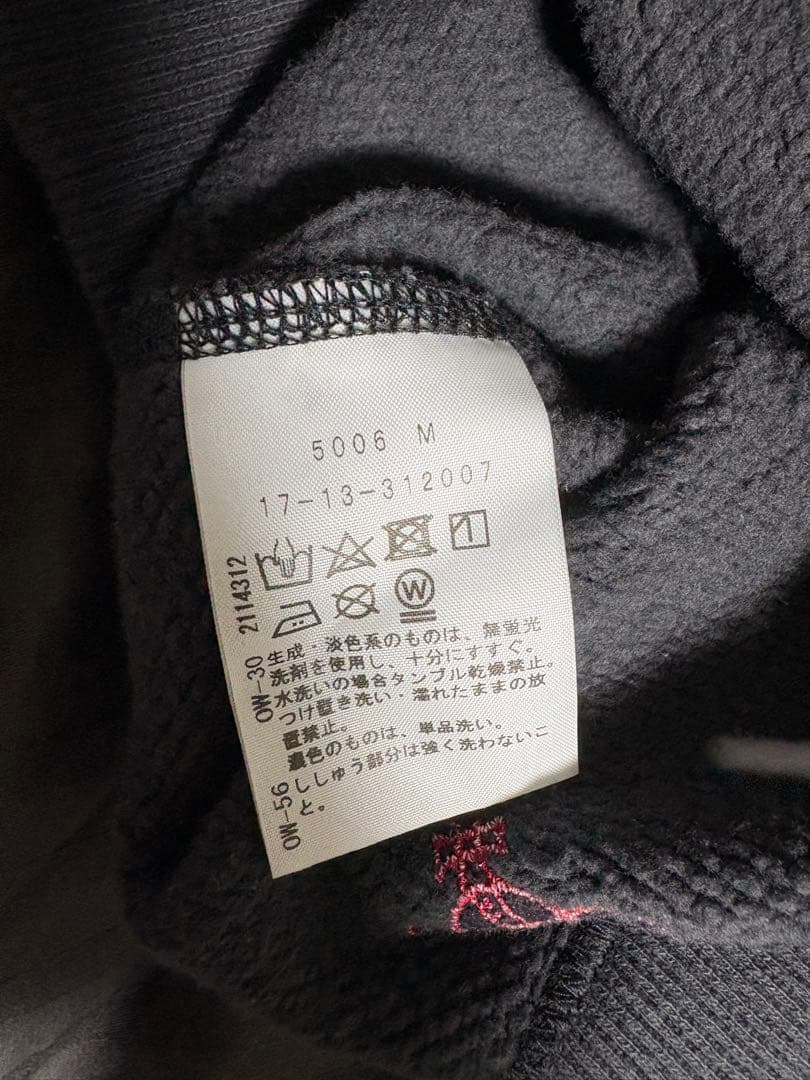 5006 M
17-13-312007
2114312
W
OW-30
生成・淡色系のものは、無蛍光
洗剤を使用し、十分にすすぐ。
水洗いの場合タンブル乾燥禁止。
つけ置き洗い・濡れたままの放
置禁止。
濃色のものは、単品洗い。
OW-56
ししゅう部分は強く洗わないこ
と。